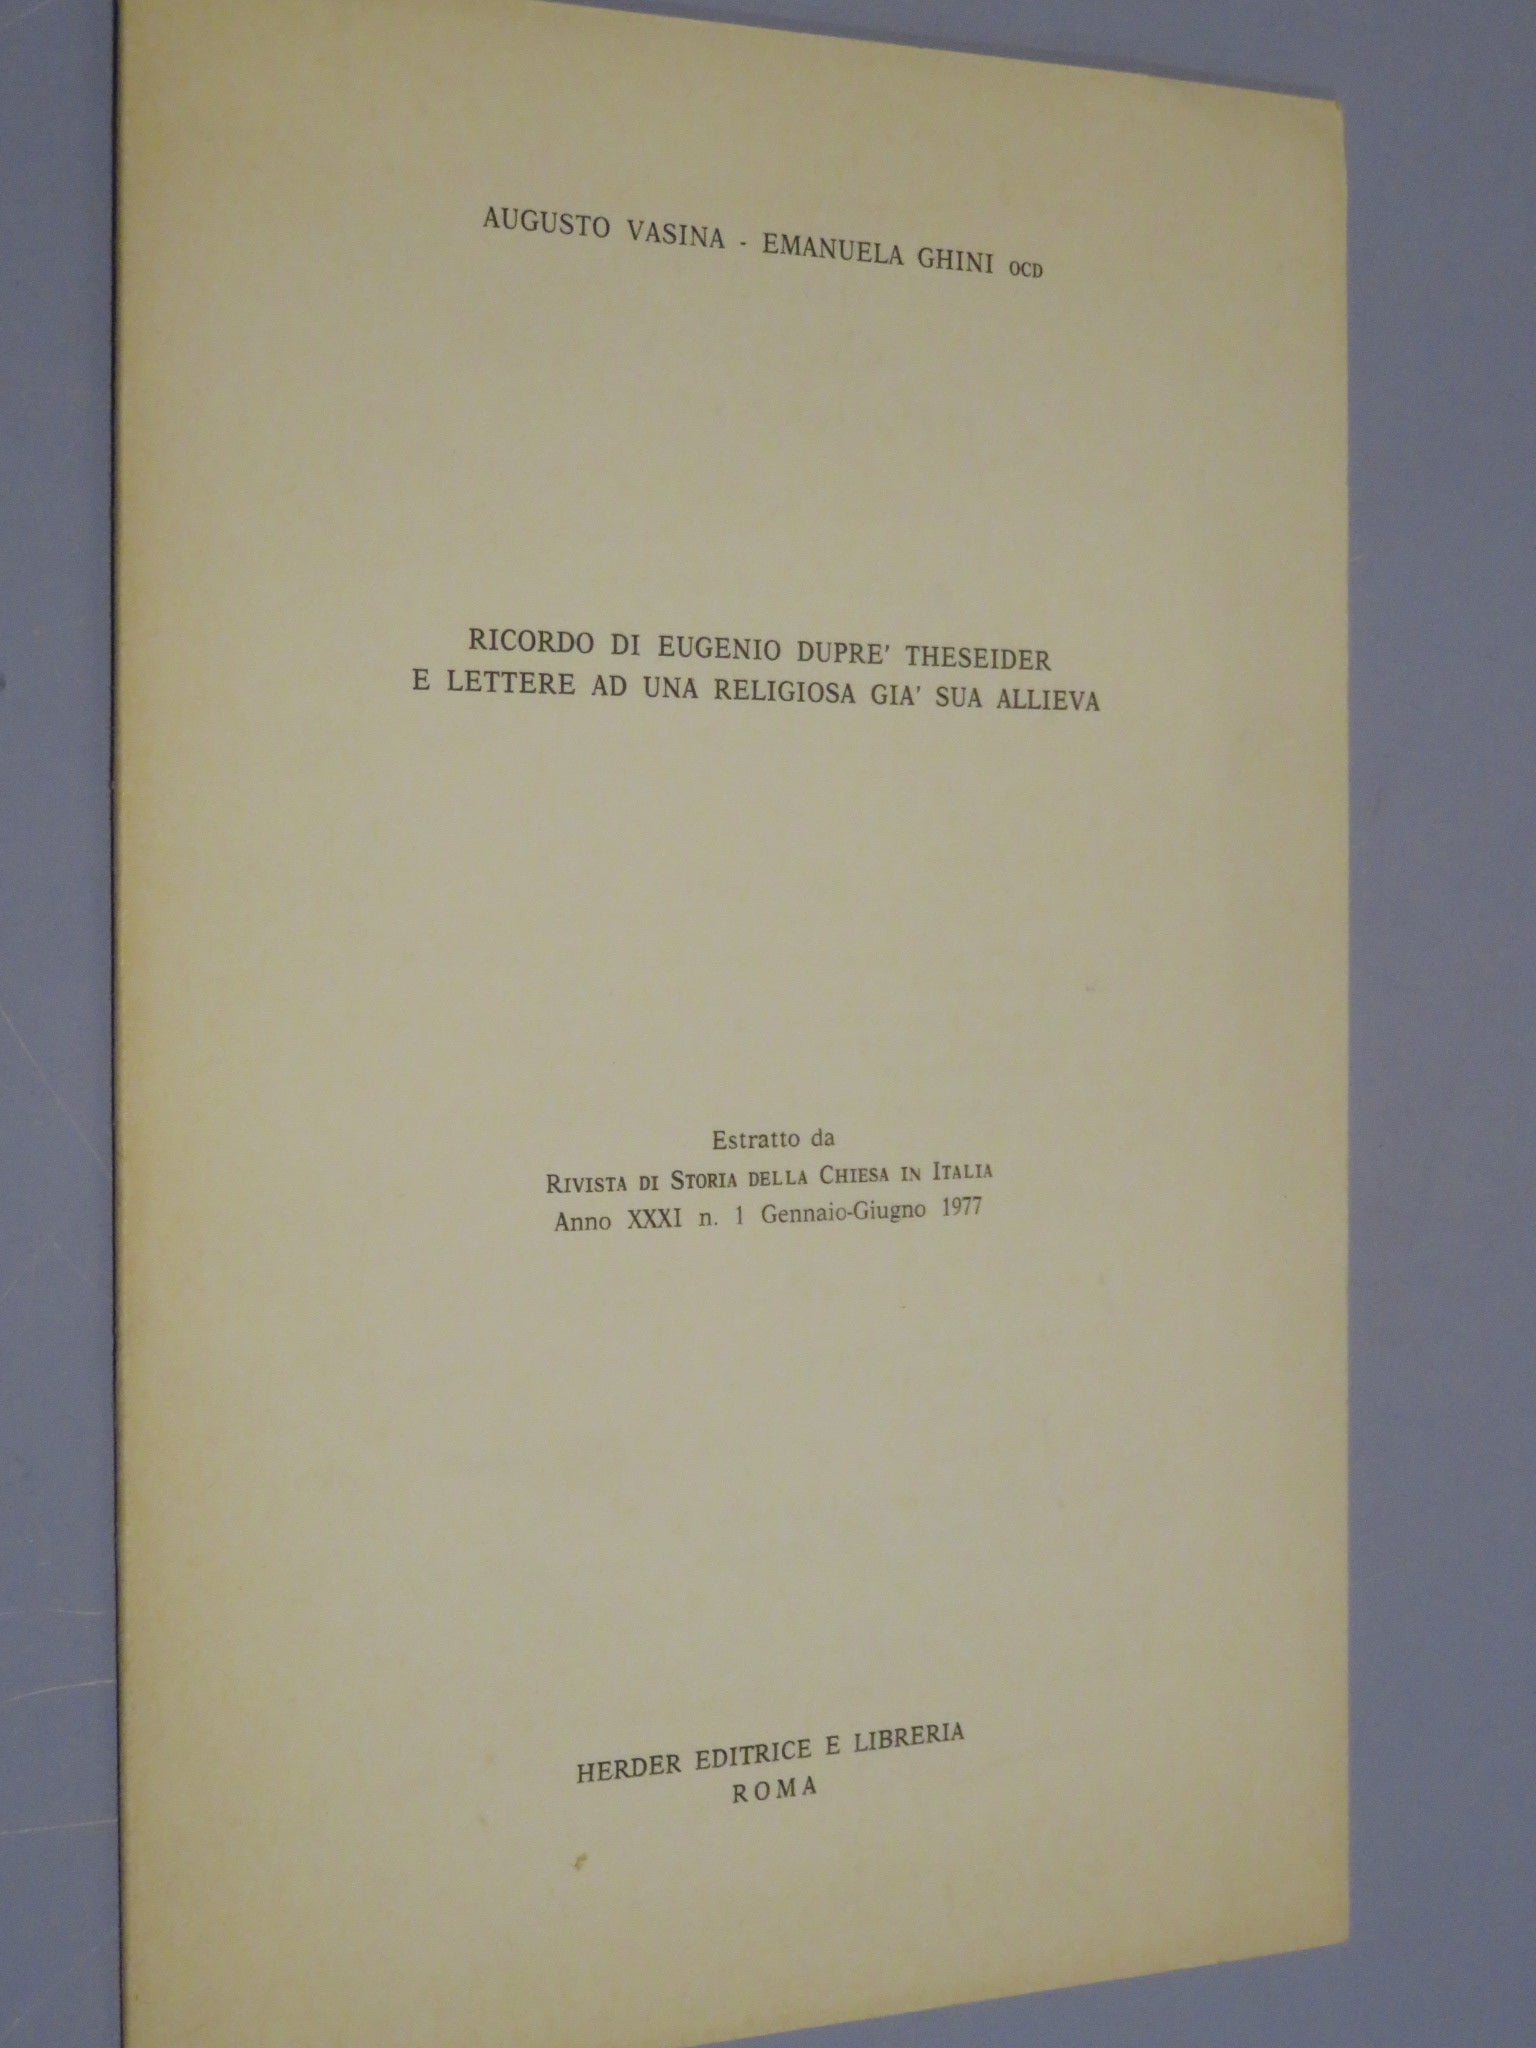 AUGUSTO VASINA - EMANUELA GHINI OCD
RICORDO DI EUGENIO DUPRE' THESEIDER
E LETTERE AD UNA RELIGIOSA GIA' SUA ALLIEVA
Estratto da
RIVISTA DI STORIA DELLA CHIESA IN ITALIA
Anno XXXI n. 1 Gennaio-Giugno 1977
HERDER EDITRICE E LIBRERIA
ROMA